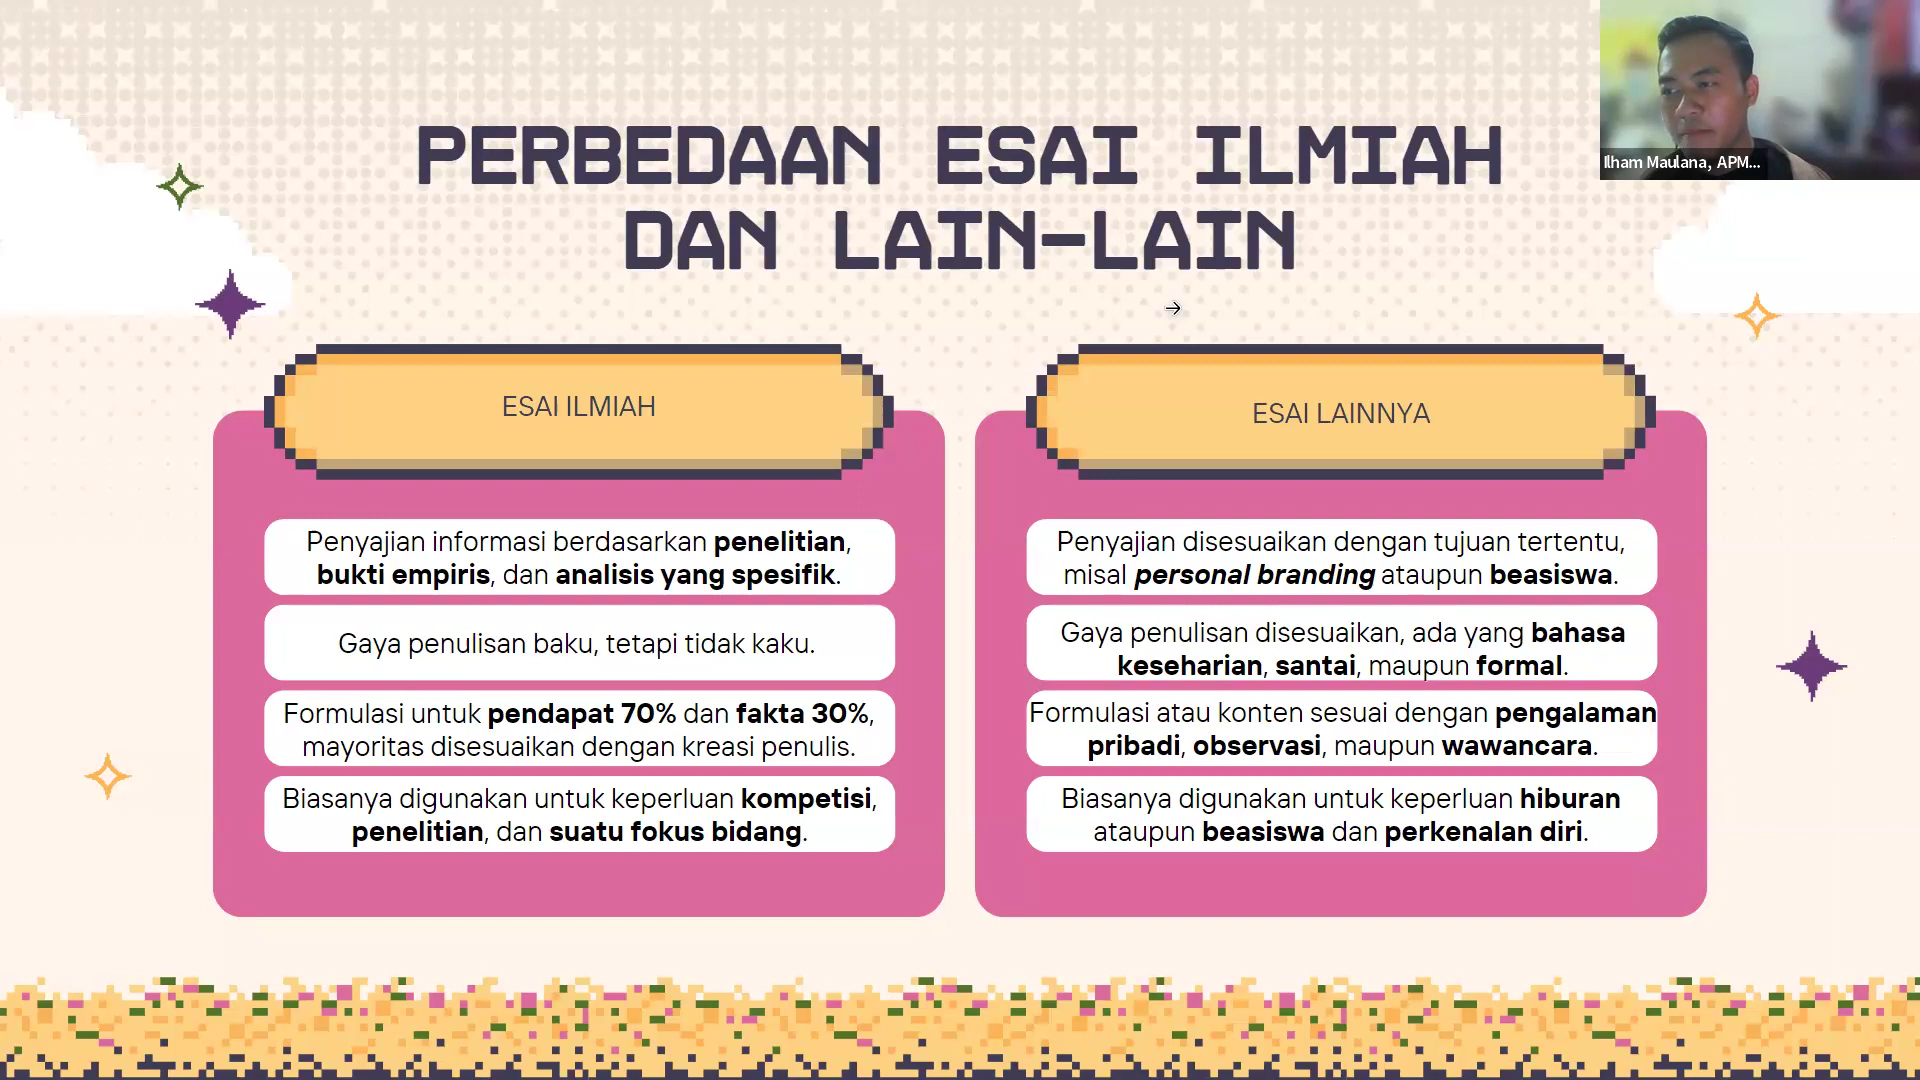 PERBEDAAN ESAI ILMIAH
DAN LAIN-LAIN
Ilham Maulana, APM...
ESAI ILMIAH
Penyajian informasi berdasarkan penelitian,
bukti empiris, dan analisis yang spesifik.
Gaya penulisan baku, tetapi tidak kaku.
Formulasi untuk pendapat 70% dan fakta 30%,
mayoritas disesuaikan dengan kreasi penulis.
Biasanya digunakan untuk keperluan kompetisi,
penelitian, dan suatu fokus bidang.
ESAI LAINNYA
Penyajian disesuaikan dengan tujuan tertentu,
misal personal branding ataupun beasiswa.
Gaya penulisan disesuaikan, ada yang bahasa
keseharian, santai, maupun formal.
Formulasi atau konten sesuai dengan pengalaman
pribadi, observasi, maupun wawancara.
Biasanya digunakan untuk keperluan hiburan
ataupun beasiswa dan perkenalan diri.